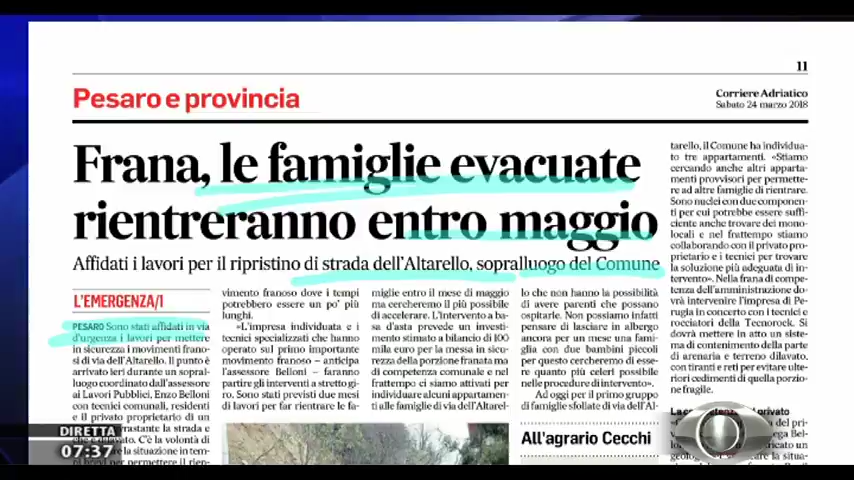 11
Pesaro e provincia
Corriere Adriatico
Sabato 24 marzo 2018
Frana, le famiglie evacuate
rientreranno entro maggio
Affidati i lavori per il ripristino di strada dell'Altarello, sopralluogo del Comune
L'EMERGENZA/1
PESARO Sono stati affidati in via
d'urgenza i lavori per mettere
in sicurezza i movimenti frano-
si di via dell'Altarello. Il punto è
arrivato ieri durante un sopral-
luogo coordinato dall'assessore
ai Lavori Pubblici, Enzo Belloni
con tecnici comunali, residenti
e il privato proprietario di un
strada e
C'è la volontà di
situazione in tem-
vimento franoso dove i tempi
potrebbero essere un po' più
lunghi.
«L'impresa individuata e i
tecnici specializzati che hanno
operato sul primo importante
movimento franoso – anticipa
l'assessore Belloni – faranno
partire gli interventi a stretto gi-
ro. Sono stati previsti due mesi
di lavori per far rientrare le fa-
miglie entro il mese di maggio
ma cercheremo il più possibile
di accelerare. L'intervento a ba-
sa d'asta prevede un investi-
mento stimato a bilancio di 100
mila euro per la messa in sicu-
rezza della porzione franata ma
di competenza comunale e nel
frattempo ci siamo attivati per
individuare alcuni appartamen-
ti alle famiglie di via dell'Altarel-
lo che non hanno la possibilità
di avere parenti che possano
ospitarle. Non possiamo infatti
pensare di lasciare in albergo
ancora per un mese una fami-
glia con due bambini piccoli
per questo cercheremo di esse-
re quanto più celeri possibile
nelle procedure di intervento».
Ad oggi per il primo gruppo
di famiglie sfollate di via dell'Al-
All'agrario Cecchi
tarello, il Comune ha individua-
to tre appartamenti. «Stiamo
cercando anche altri apparta-
menti provvisori per permette-
re ad altre famiglie di rientrare.
Sono nuclei con due componen-
ti per cui potrebbe essere suffi-
ciente anche trovare dei mono-
locali e nel frattempo stiamo
collaborando con il privato pro-
prietario e i tecnici per trovare
la soluzione più adeguata di in-
tervento». Nella frana di compe-
tenza dell'amministrazione do-
vrà intervenire l'impresa di Pe-
rugia in concerto con i tecnici e
rocciatori della Tecnorock. Si
dovrà mettere in atto un siste-
ma di contenimento della parte
di arenaria e terreno dilavato,
con tiranti e reti per evitare ulte-
riori cedimenti di quella porzio-
ne fragile.
La privato
DIRETTA
07:37